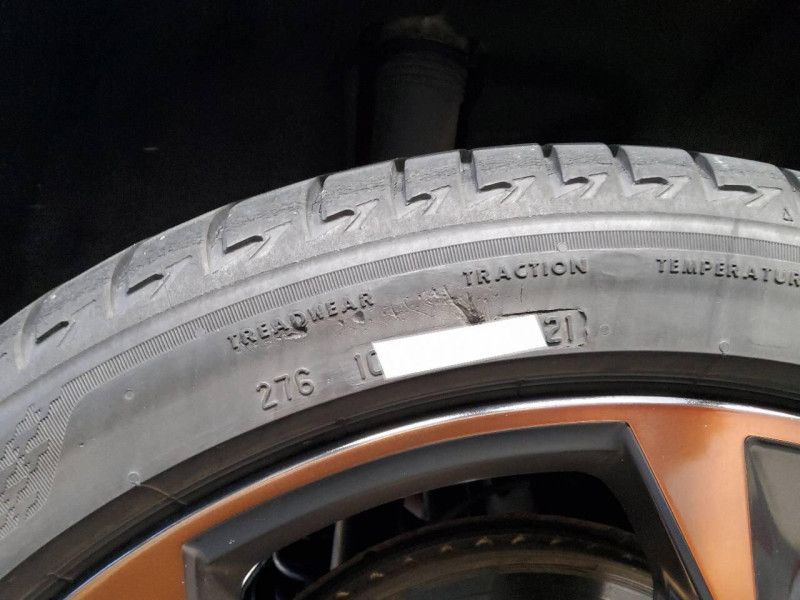 TREADWEAR TRACTION TEMPERATUR
276 10 21